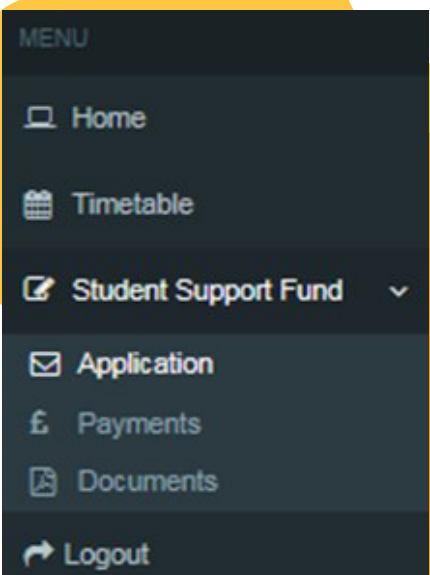 MENU
Home
Timetable
Student Support Fund
Application
£ Payments
Documents
Logout